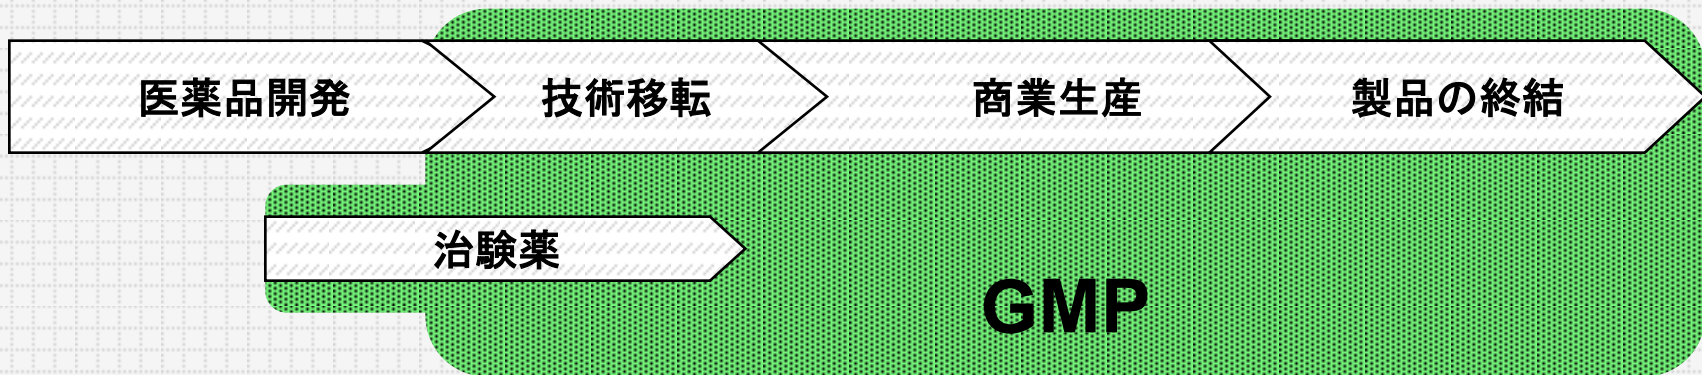 医薬品開発
技術移転
商業生産
製品の終結
治験薬
GMP